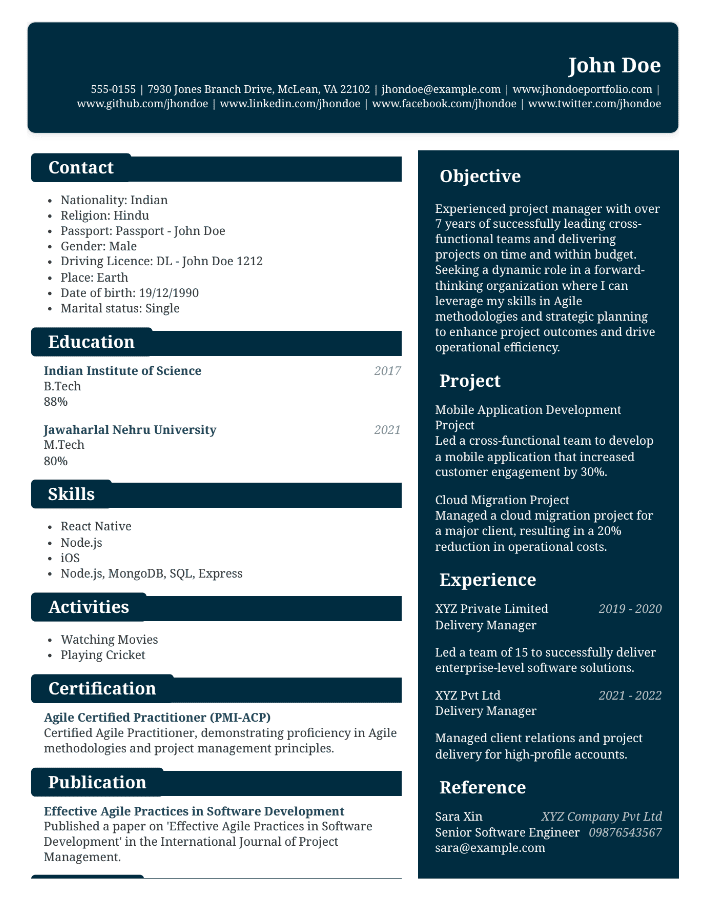 John Doe
555-0155 | 7930 Jones Branch Drive, McLean, VA 22102 | jhondoe@example.com | www.jhondoeportfolio.com |
www.github.com/jhondoe | www.linkedin.com/jhondoe | www.facebook.com/jhondoe | www.twitter.com/jhondoe
Contact
• Nationality: Indian
• Religion: Hindu
• Passport: Passport - John Doe
• Gender: Male
• Driving Licence: DL - John Doe 1212
• Place: Earth
• Date of birth: 19/12/1990
• Marital status: Single
Education
Indian Institute of Science 2017
B.Tech
88%
Jawaharlal Nehru University 2021
M.Tech
80%
Skills
• React Native
• Node.js
• iOS
• Node.js, MongoDB, SQL, Express
Activities
• Watching Movies
• Playing Cricket
Certification
Agile Certified Practitioner (PMI-ACP)
Certified Agile Practitioner, demonstrating proficiency in Agile
methodologies and project management principles.
Publication
Effective Agile Practices in Software Development
Published a paper on 'Effective Agile Practices in Software
Development' in the International Journal of Project
Management.
Objective
Experienced project manager with over
7 years of successfully leading cross-
functional teams and delivering
projects on time and within budget.
Seeking a dynamic role in a forward-
thinking organization where I can
leverage my skills in Agile
methodologies and strategic planning
to enhance project outcomes and drive
operational efficiency.
Project
Mobile Application Development
Project
Led a cross-functional team to develop
a mobile application that increased
customer engagement by 30%.
Cloud Migration Project
Managed a cloud migration project for
a major client, resulting in a 20%
reduction in operational costs.
Experience
XYZ Private Limited 2019 - 2020
Delivery Manager
Led a team of 15 to successfully deliver
enterprise-level software solutions.
XYZ Pvt Ltd 2021 - 2022
Delivery Manager
Managed client relations and project
delivery for high-profile accounts.
Reference
Sara Xin XYZ Company Pvt Ltd
Senior Software Engineer 09876543567
sara@example.com